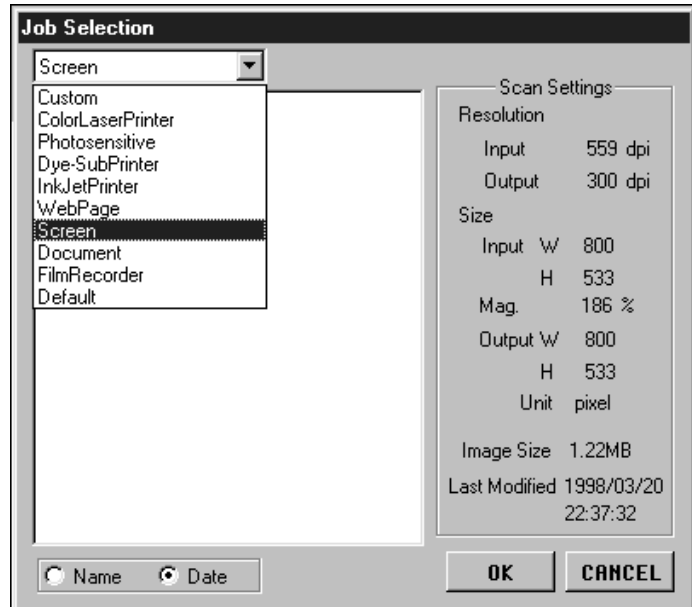 Job Selection
Screen
Custom
ColorLaserPrinter
Photosensitive
Dye-SubPrinter
InkJetPrinter
WebPage
Screen
Document
FilmRecorder
Default
Name
Date
Scan Settings
Resolution
Input 559 dpi
Output 300 dpi
Size
Input W 800
H 533
Mag. 186 %
Output W 800
H 533
Unit pixel
Image Size 1.22MB
Last Modified 1998/03/20
22:37:32
OK
CANCEL